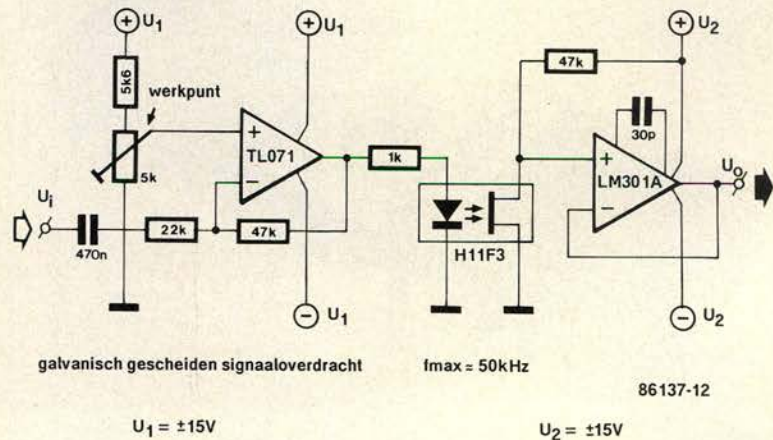 U1
U1
U2
5k6
werkpunt
47k
+
TL071
−
5k
1k
30p
+
LM301A
−
Uo
Ui
470n
22k
47k
H11F3
U1
U2
galvanisch gescheiden signaaloverdracht
fmax = 50kHz
86137-12
U1 = ±15V
U2 = ±15V